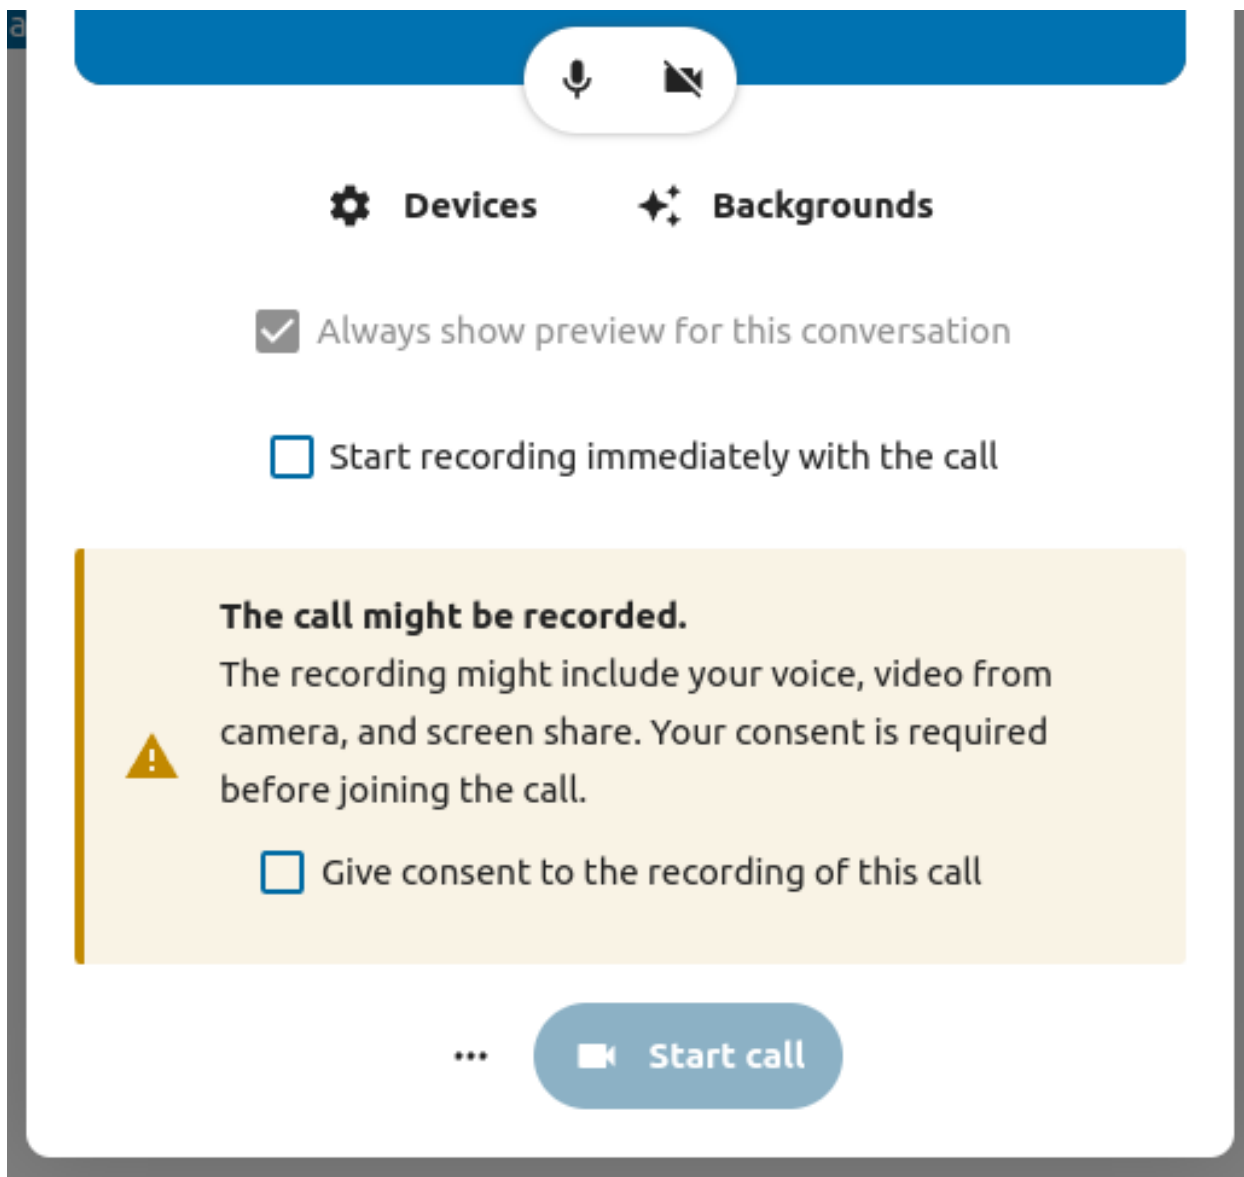 a
Devices
Backgrounds
Always show preview for this conversation
Start recording immediately with the call
The call might be recorded.
The recording might include your voice, video from
camera, and screen share. Your consent is required
before joining the call.
Give consent to the recording of this call
Start call